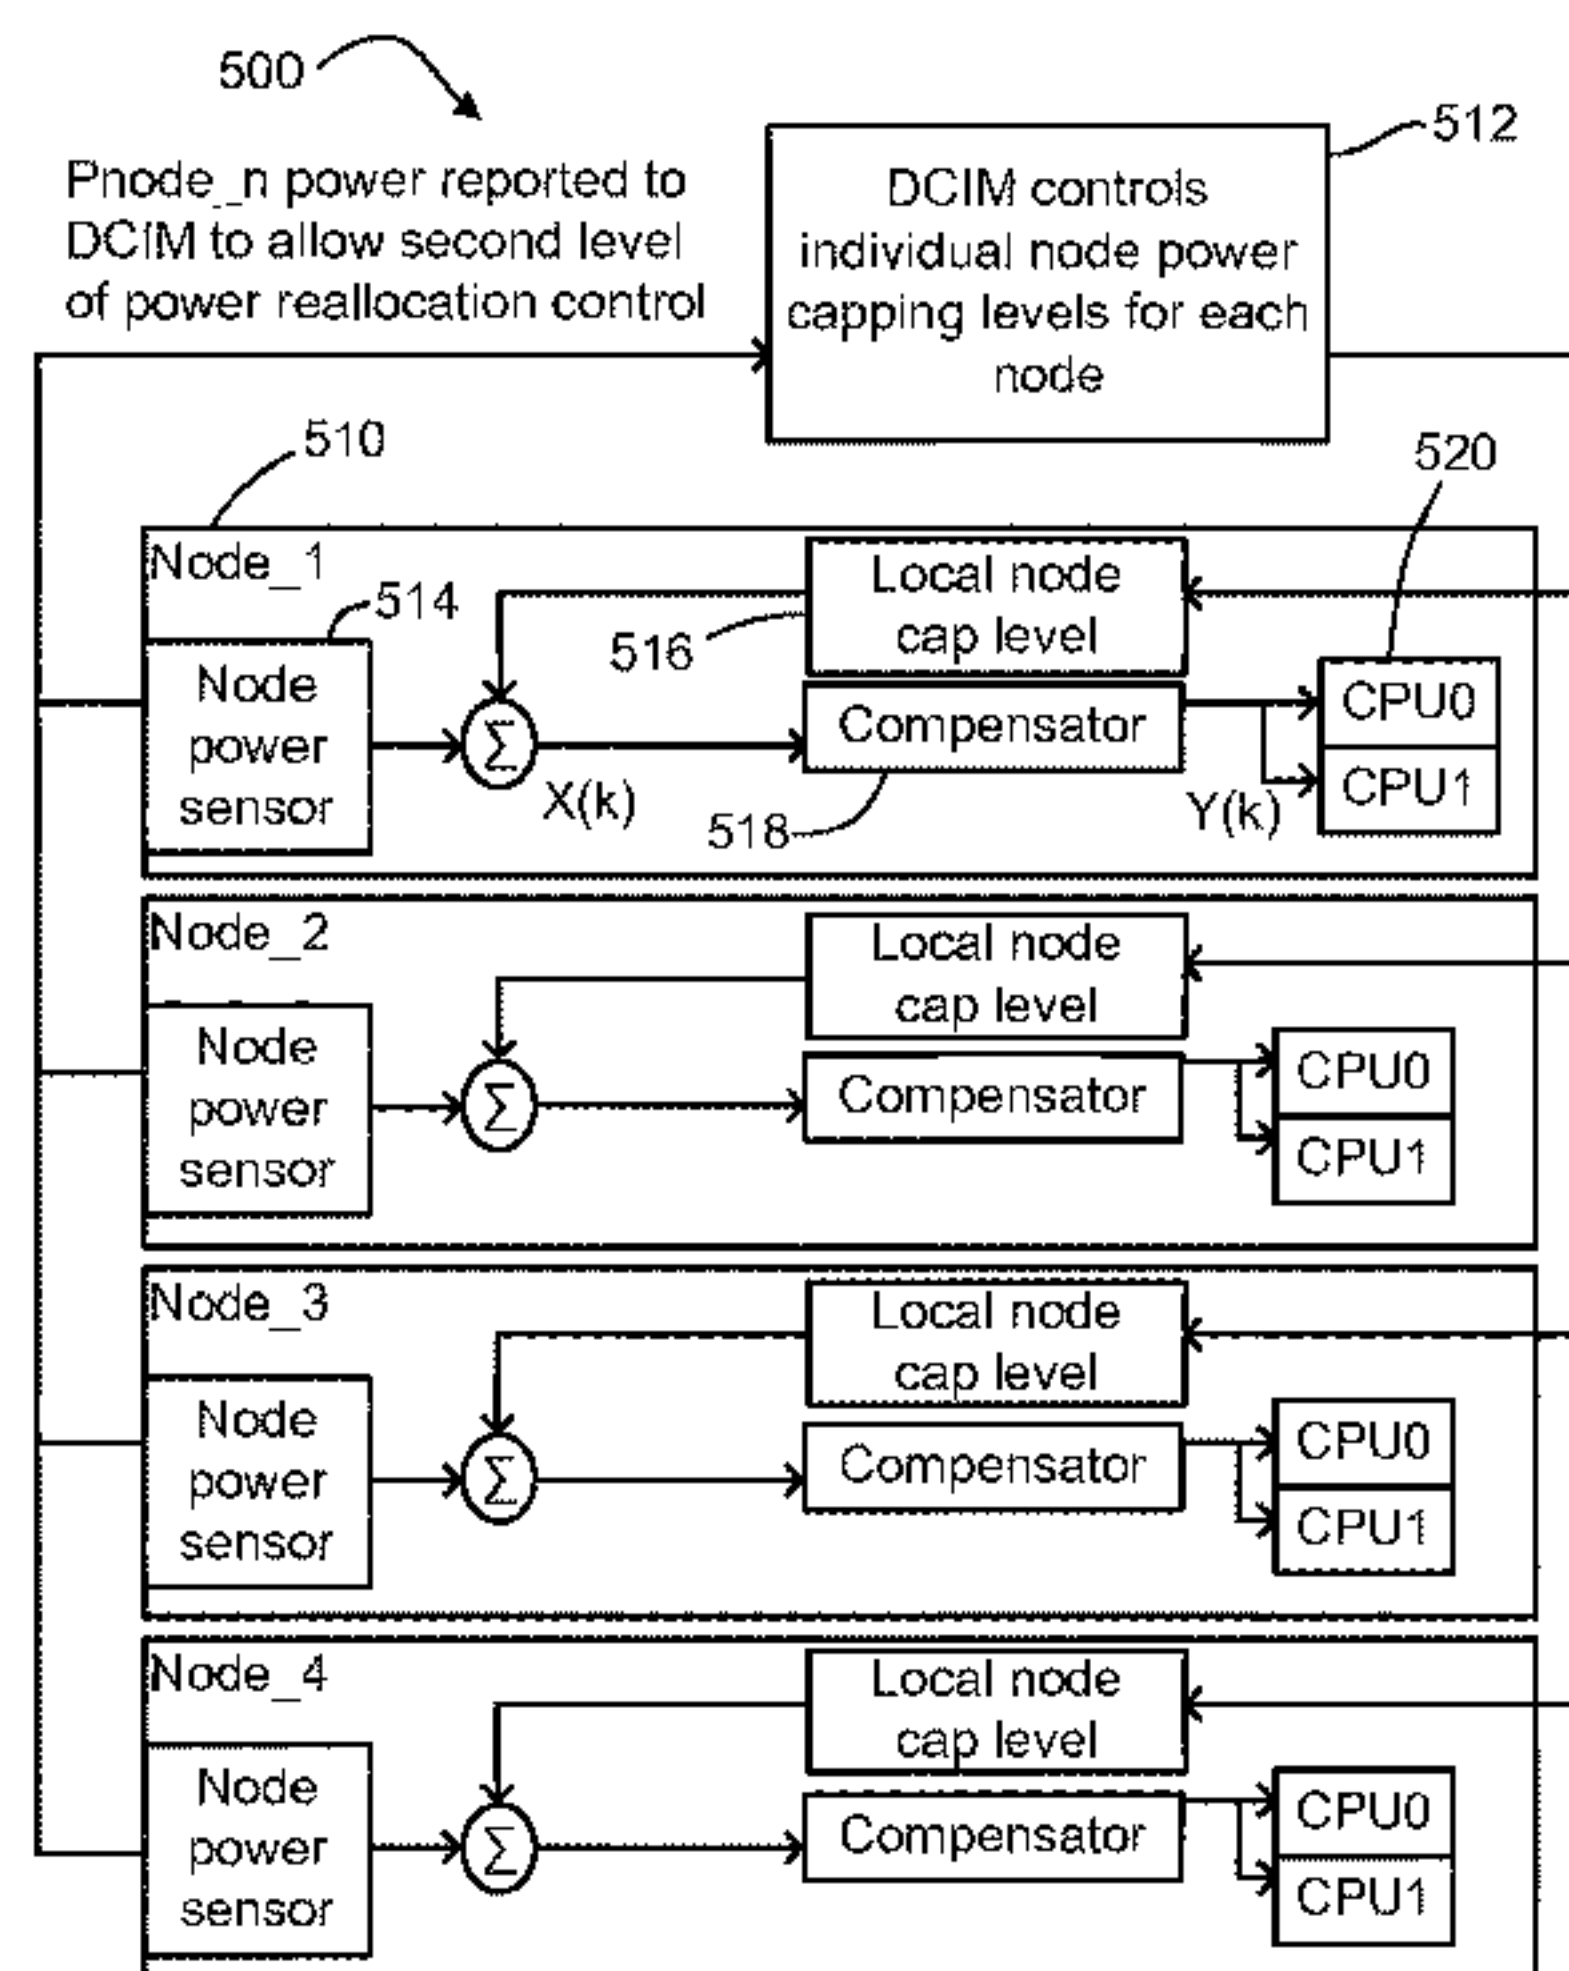 500
512
Pnode_n power reported to
DCIM to allow second level
of power reallocation control
DCIM controls
individual node power
capping levels for each
node
510
520
Node_1
514
Local node
cap level
516
Node
power
sensor
Σ
X(k)
Compensator
518
Y(k)
CPU0
CPU1
Node_2
Local node
cap level
Node
power
sensor
Σ
Compensator
CPU0
CPU1
Node_3
Local node
cap level
Node
power
sensor
Σ
Compensator
CPU0
CPU1
Node_4
Local node
cap level
Node
power
sensor
Σ
Compensator
CPU0
CPU1